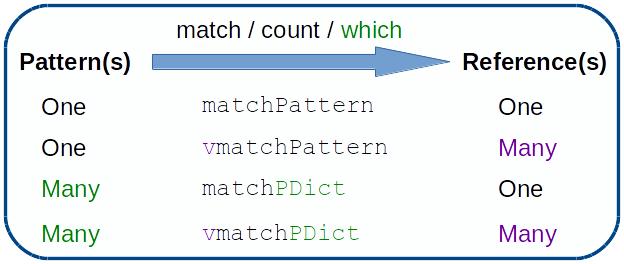 match / count / which
Pattern(s) Reference(s)
One matchPattern One
One vmatchPattern Many
Many matchPDict One
Many vmatchPDict Many